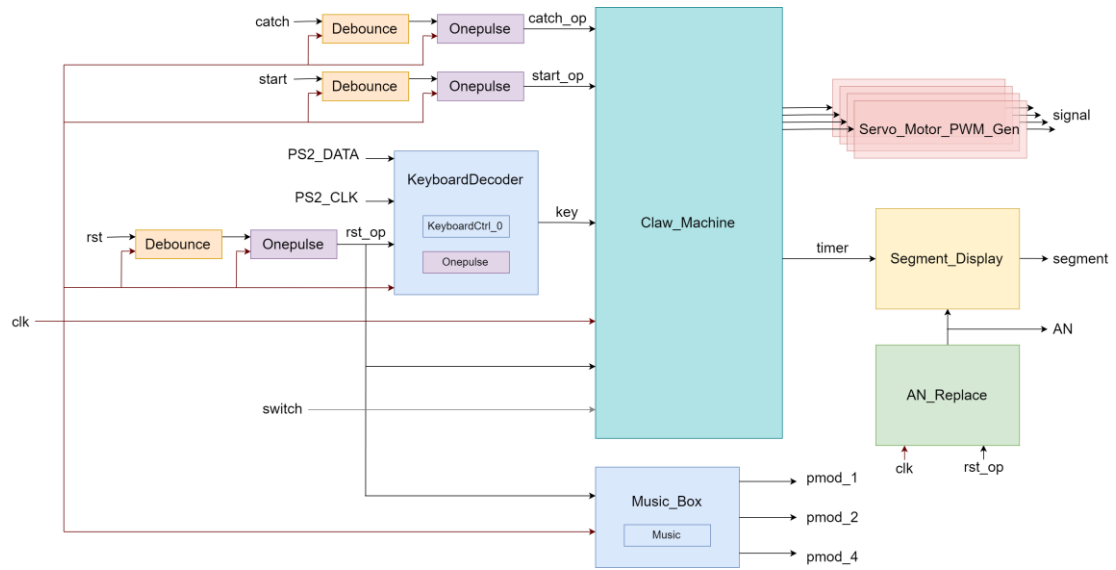 catch
Debounce
Onepulse
catch_op
start
Debounce
Onepulse
start_op
PS2_DATA
PS2_CLK
KeyboardDecoder
KeyboardCtrl_0
Onepulse
key
rst
Debounce
Onepulse
rst_op
clk
switch
Claw_Machine
Servo_Motor_PWM_Gen
signal
timer
Segment_Display
segment
AN
AN_Replace
clk
rst_op
Music_Box
Music
pmod_1
pmod_2
pmod_4